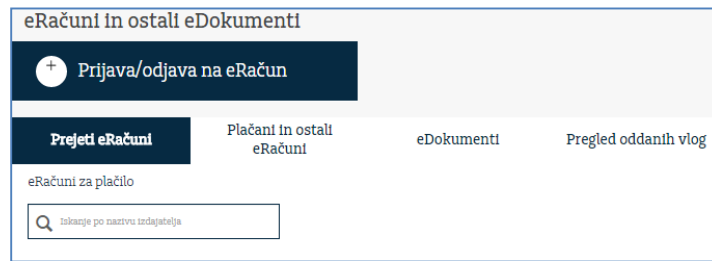 eRačuni in ostali eDokumenti
Prijava/odjava na eRačun
Prejeti eRačuni
Plačani in ostali
eRačuni
eDokumenti
Pregled oddanih vlog
eRačuni za plačilo
Iskanje po nazivu izdajatelja